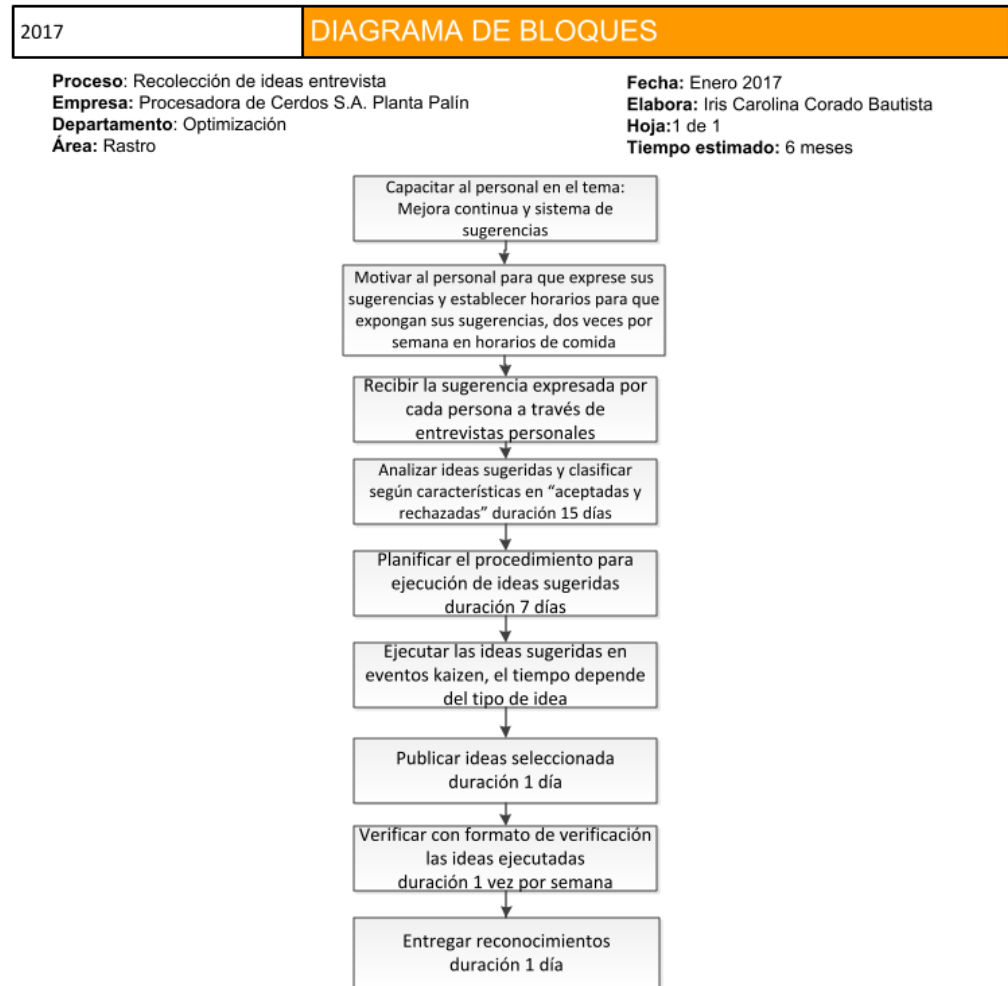 2017
DIAGRAMA DE BLOQUES
Proceso: Recolección de ideas entrevista
Empresa: Procesadora de Cerdos S.A. Planta Palín
Departamento: Optimización
Área: Rastro
Fecha: Enero 2017
Elabora: Iris Carolina Corado Bautista
Hoja:1 de 1
Tiempo estimado: 6 meses
Capacitar al personal en el tema:
Mejora continua y sistema de
sugerencias
Motivar al personal para que exprese sus
sugerencias y establecer horarios para que
expongan sus sugerencias, dos veces por
semana en horarios de comida
Recibir la sugerencia expresada por
cada persona a través de
entrevistas personales
Analizar ideas sugeridas y clasificar
según características en “aceptadas y
rechazadas” duración 15 días
Planificar el procedimiento para
ejecución de ideas sugeridas
duración 7 días
Ejecutar las ideas sugeridas en
eventos kaizen, el tiempo depende
del tipo de idea
Publicar ideas seleccionada
duración 1 día
Verificar con formato de verificación
las ideas ejecutadas
duración 1 vez por semana
Entregar reconocimientos
duración 1 día